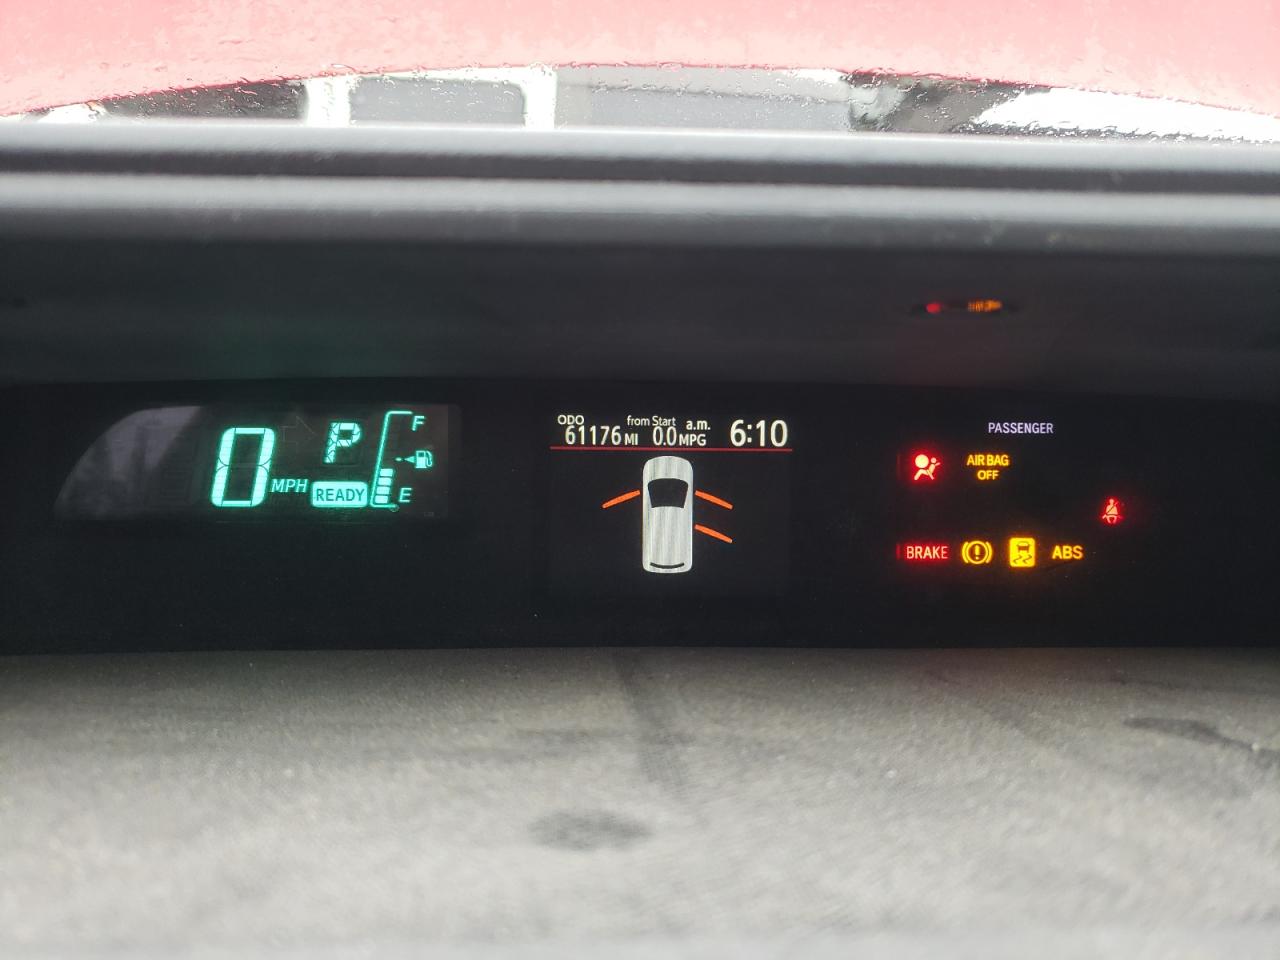 0 MPH
P
READY
F
E
ODO
61176 MI
from Start
0.0 MPG
a.m.
6:10
PASSENGER
AIR BAG
OFF
BRAKE
ABS